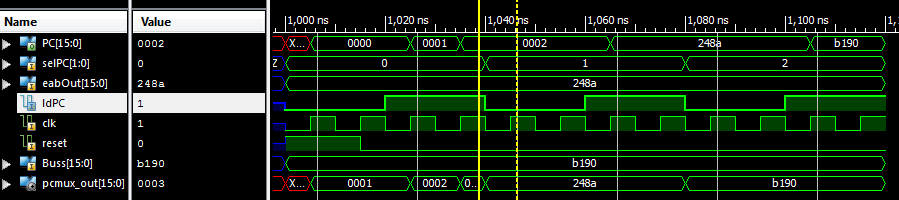 Name Value 1,000 ns 1,020 ns 1,040 ns 1,060 ns 1,080 ns 1,100 ns
PC[15:0] 0002 X... 0000 0001 0002 248a b190
selPC[1:0] 0 Z 0 1 2
eabOut[15:0] 248a 248a
ldPC 1
clk 1
reset 0
Buss[15:0] b190 b190
pcmux_out[15:0] 0003 X... 0001 0002 0... 248a b190